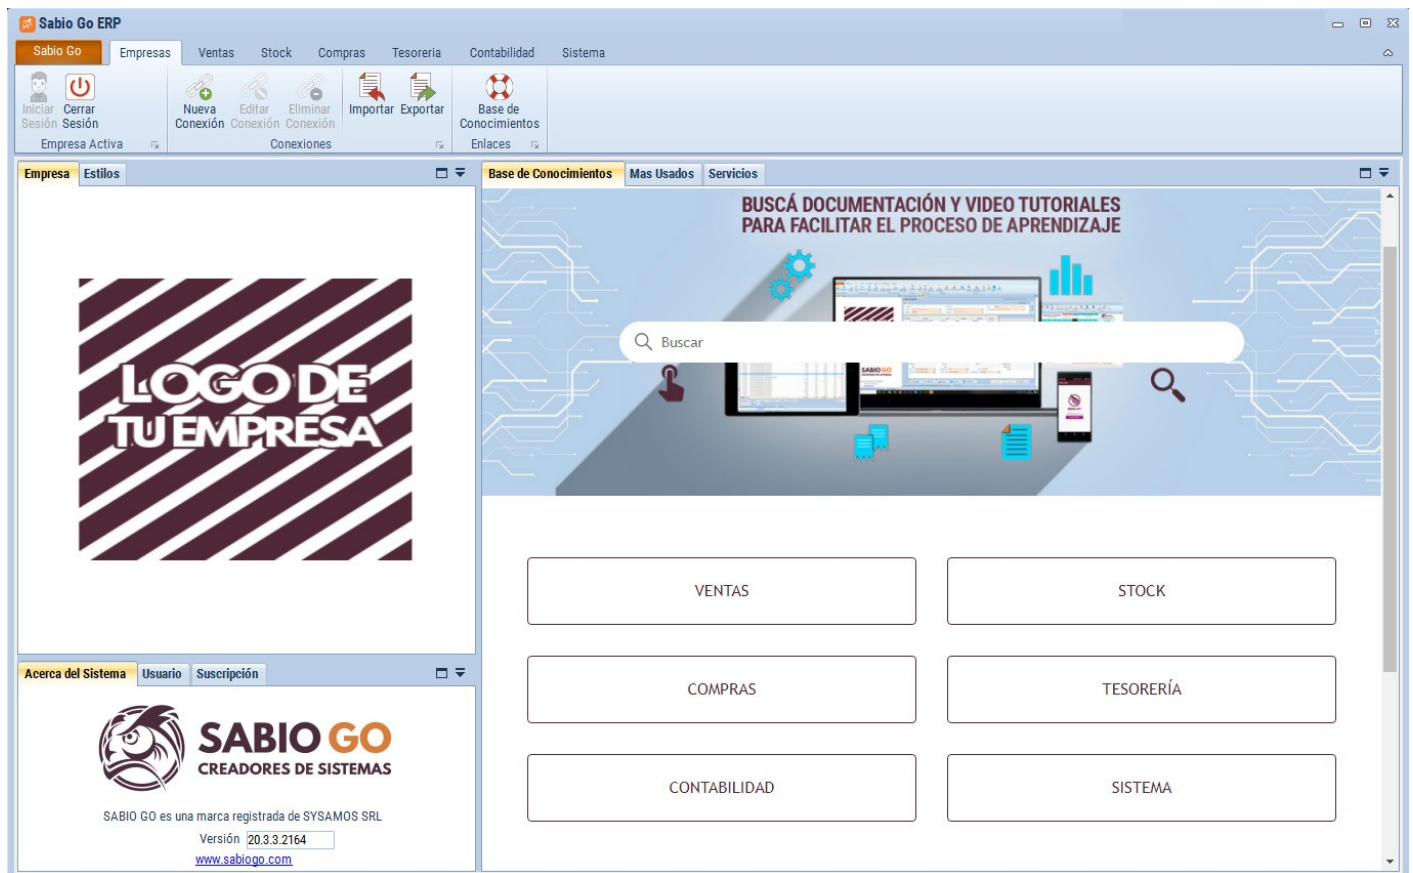 Sabio Go ERP
Sabio Go Empresas Ventas Stock Compras Tesoreria Contabilidad Sistema
Iniciar Sesión
Cerrar Sesión
Nueva Conexión
Editar Conexión
Eliminar Conexión
Importar Exportar
Base de Conocimientos
Empresa Activa Conexiones Enlaces
Empresa Estilos
LOGO DE
TU EMPRESA
Acerca del Sistema Usuario Suscripción
SABIO GO
CREADORES DE SISTEMAS
SABIO GO es una marca registrada de SYSAMOS SRL
Versión 20.3.3.2164
www.sabiogo.com
Base de Conocimientos Mas Usados Servicios
BUSCÁ DOCUMENTACIÓN Y VIDEO TUTORIALES
PARA FACILITAR EL PROCESO DE APRENDIZAJE
Buscar
SABIO GO
VENTAS STOCK
COMPRAS TESORERÍA
CONTABILIDAD SISTEMA